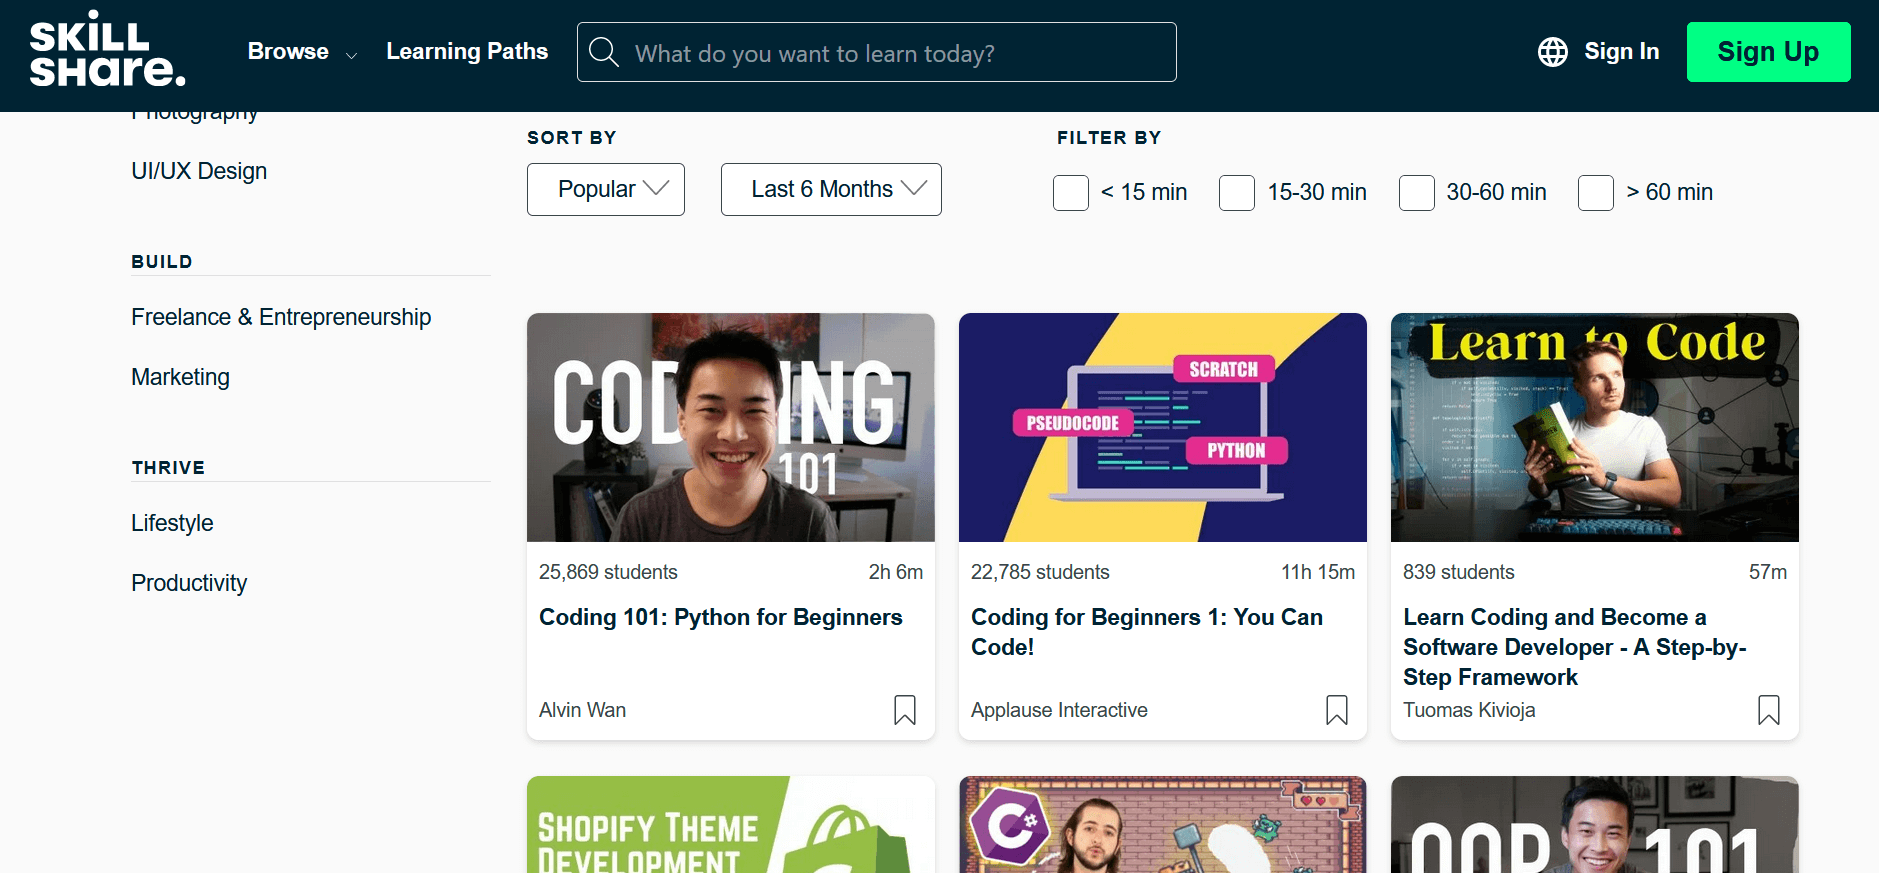 SKILL
SHARE.
Browse
Learning Paths
What do you want to learn today?
Sign In
Sign Up
Photography
UI/UX Design
BUILD
Freelance & Entrepreneurship
Marketing
THRIVE
Lifestyle
Productivity
SORT BY
Popular
Last 6 Months
FILTER BY
< 15 min
15-30 min
30-60 min
> 60 min
CODING
101
25,869 students
2h 6m
Coding 101: Python for Beginners
Alvin Wan
SCRATCH
PSEUDOCODE
PYTHON
22,785 students
11h 15m
Coding for Beginners 1: You Can
Code!
Applause Interactive
Learn to Code
839 students
57m
Learn Coding and Become a
Software Developer - A Step-by-
Step Framework
Tuomas Kivioja
SHOPIFY THEME
DEVELOPMENT
C#
OOP 101